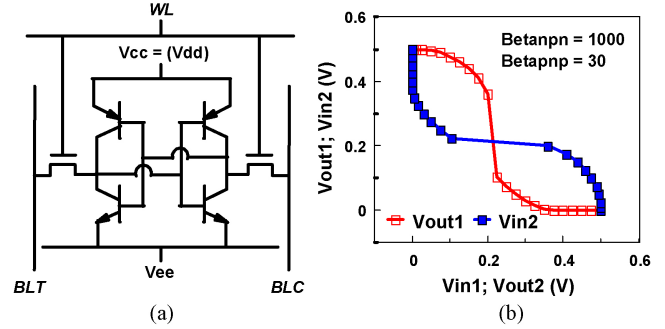 (a)
WL
Vcc = (Vdd)
Vee
BLT
BLC
(a)
(b)
Betanpn = 1000
Betapnp = 30
Vout1; Vin2 (V)
0.6
0.4
0.2
0
Vout1
Vin2
0
0.2
0.4
0.6
Vin1; Vout2 (V)
(b)